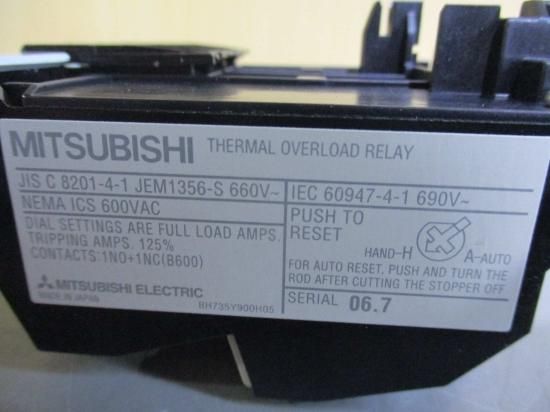 MITSUBISHI THERMAL OVERLOAD RELAY
JIS C 8201-4-1 JEM1356-S 660V~
NEMA ICS 600VAC
DIAL SETTINGS ARE FULL LOAD AMPS.
TRIPPING AMPS. 125%
CONTACTS:1NO+1NC(B600)
MITSUBISHI ELECTRIC
MADE IN JAPAN
BH735Y900H05
IEC 60947-4-1 690V~
PUSH TO
RESET
HAND-H A-AUTO
FOR AUTO RESET, PUSH AND TURN THE
ROD AFTER CUTTING THE STOPPER OFF
SERIAL 06.7